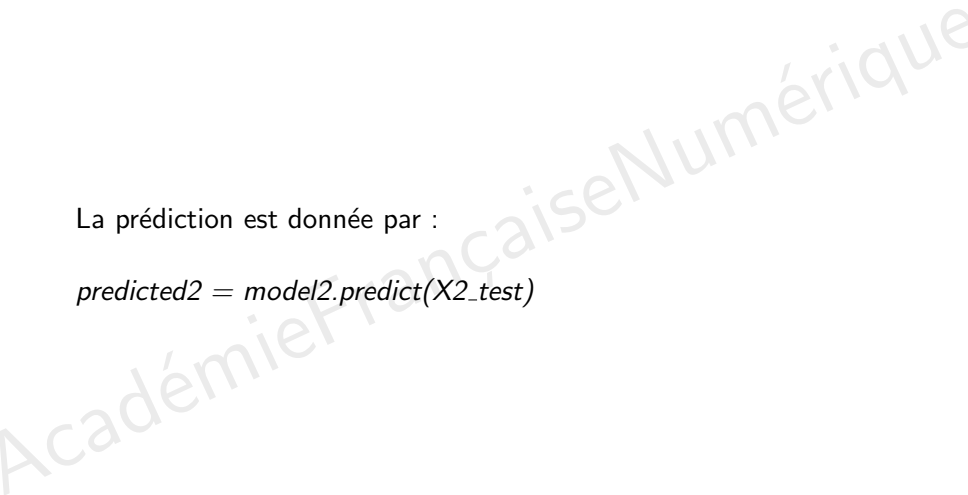 La prédiction est donnée par :
predicted2 = model2.predict(X2_test)
AcadémieFrançaiseNumérique